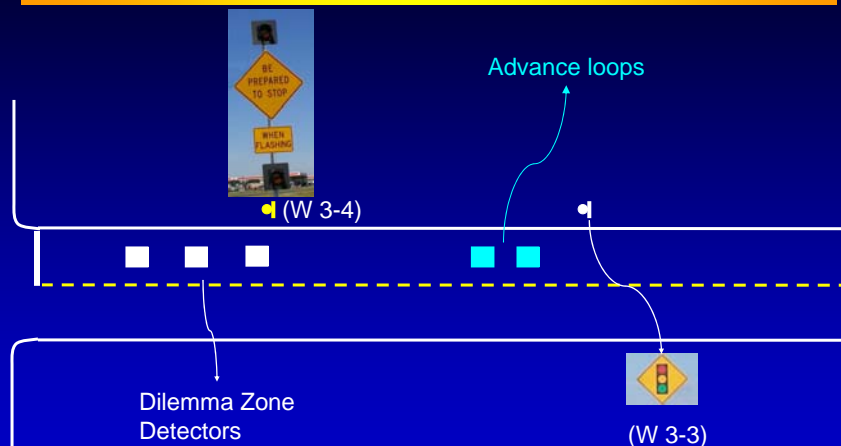 BE
PREPARED
TO STOP
WHEN
FLASHING
Advance loops
(W 3-4)
Dilemma Zone
Detectors
(W 3-3)